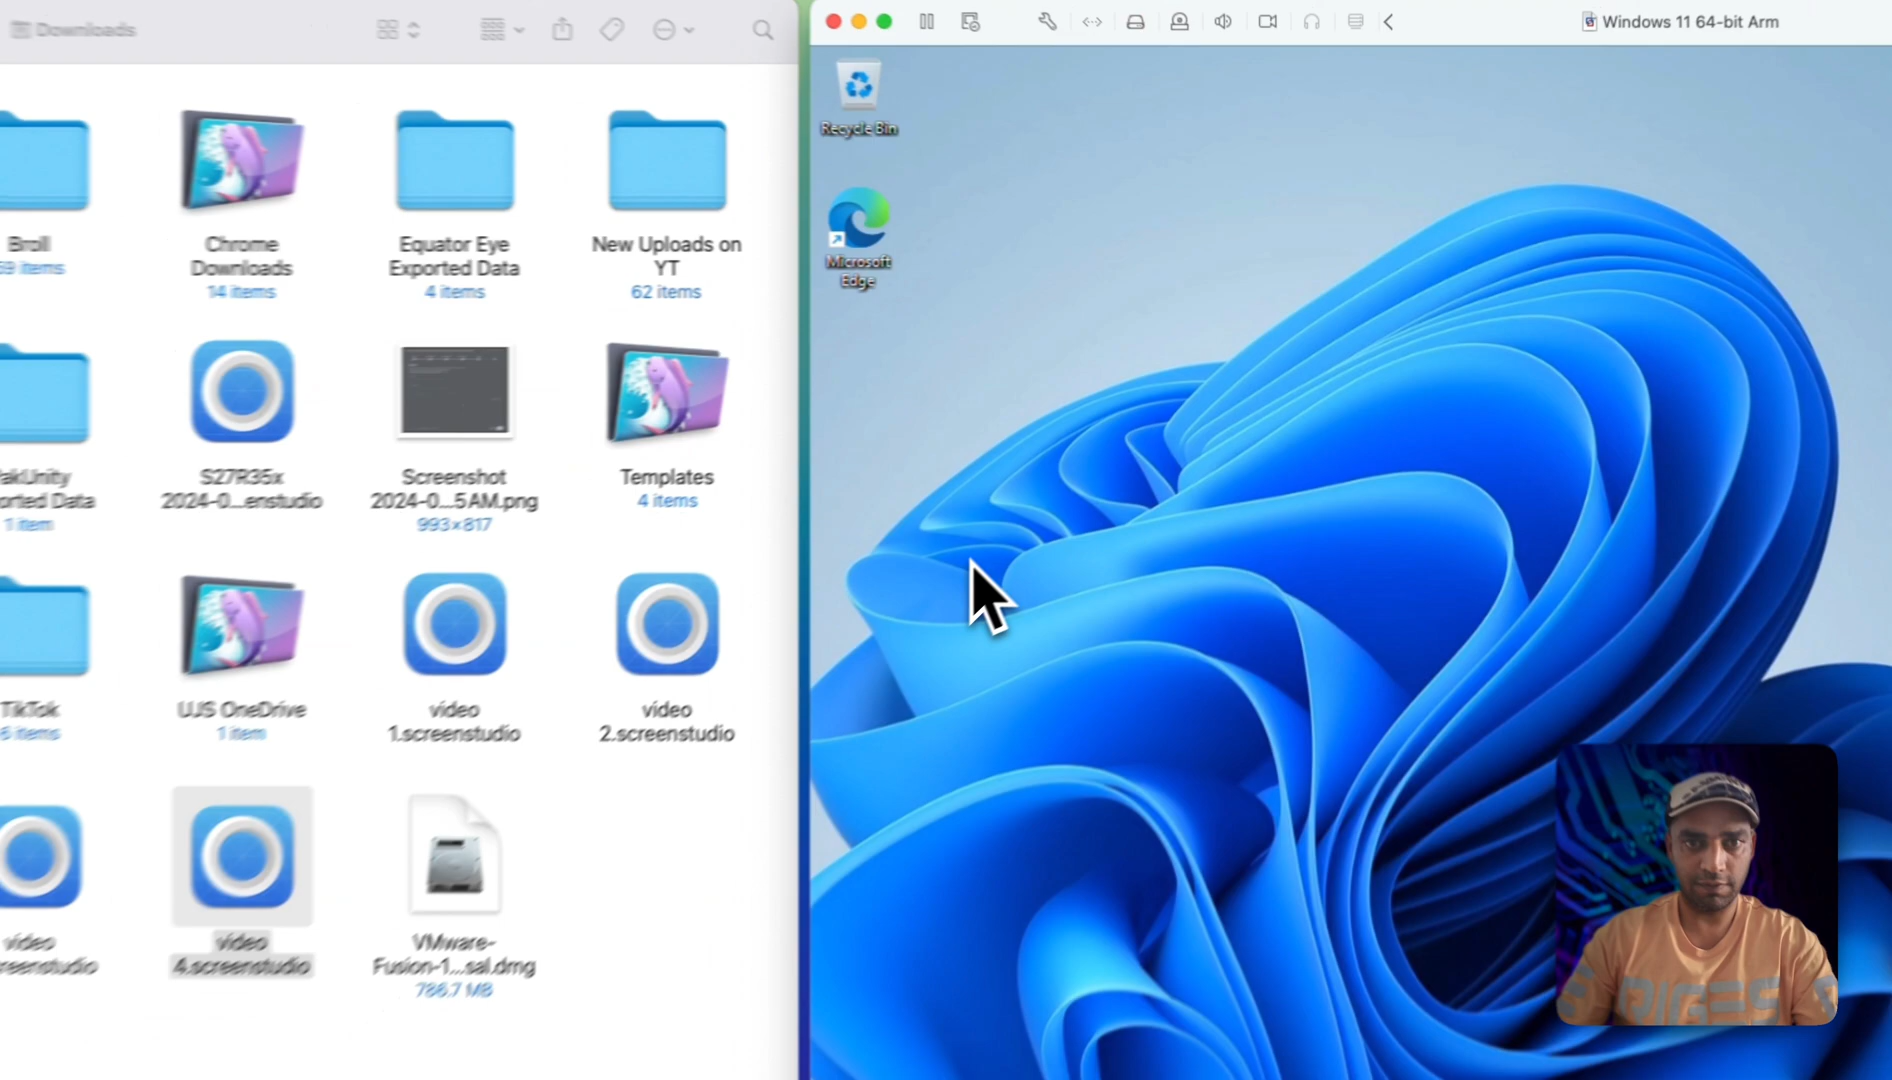 Downloads
Windows 11 64-bit Arm
Recycle Bin
Microsoft
Edge
Broll
59 items
Chrome
Downloads
14 items
Equator Eye
Exported Data
4 items
New Uploads on
YT
62 items
akUnity
orted Data
1 item
S27R35x
2024-0...enstudio
Screenshot
2024-0...5 AM.png
993×817
Templates
4 items
TikTok
6 items
UJS OneDrive
1 item
video
1.screenstudio
video
2.screenstudio
video
reenstudio
video
4.screenstudio
VMware-
Fusion-1...sal.dmg
786.7 MB